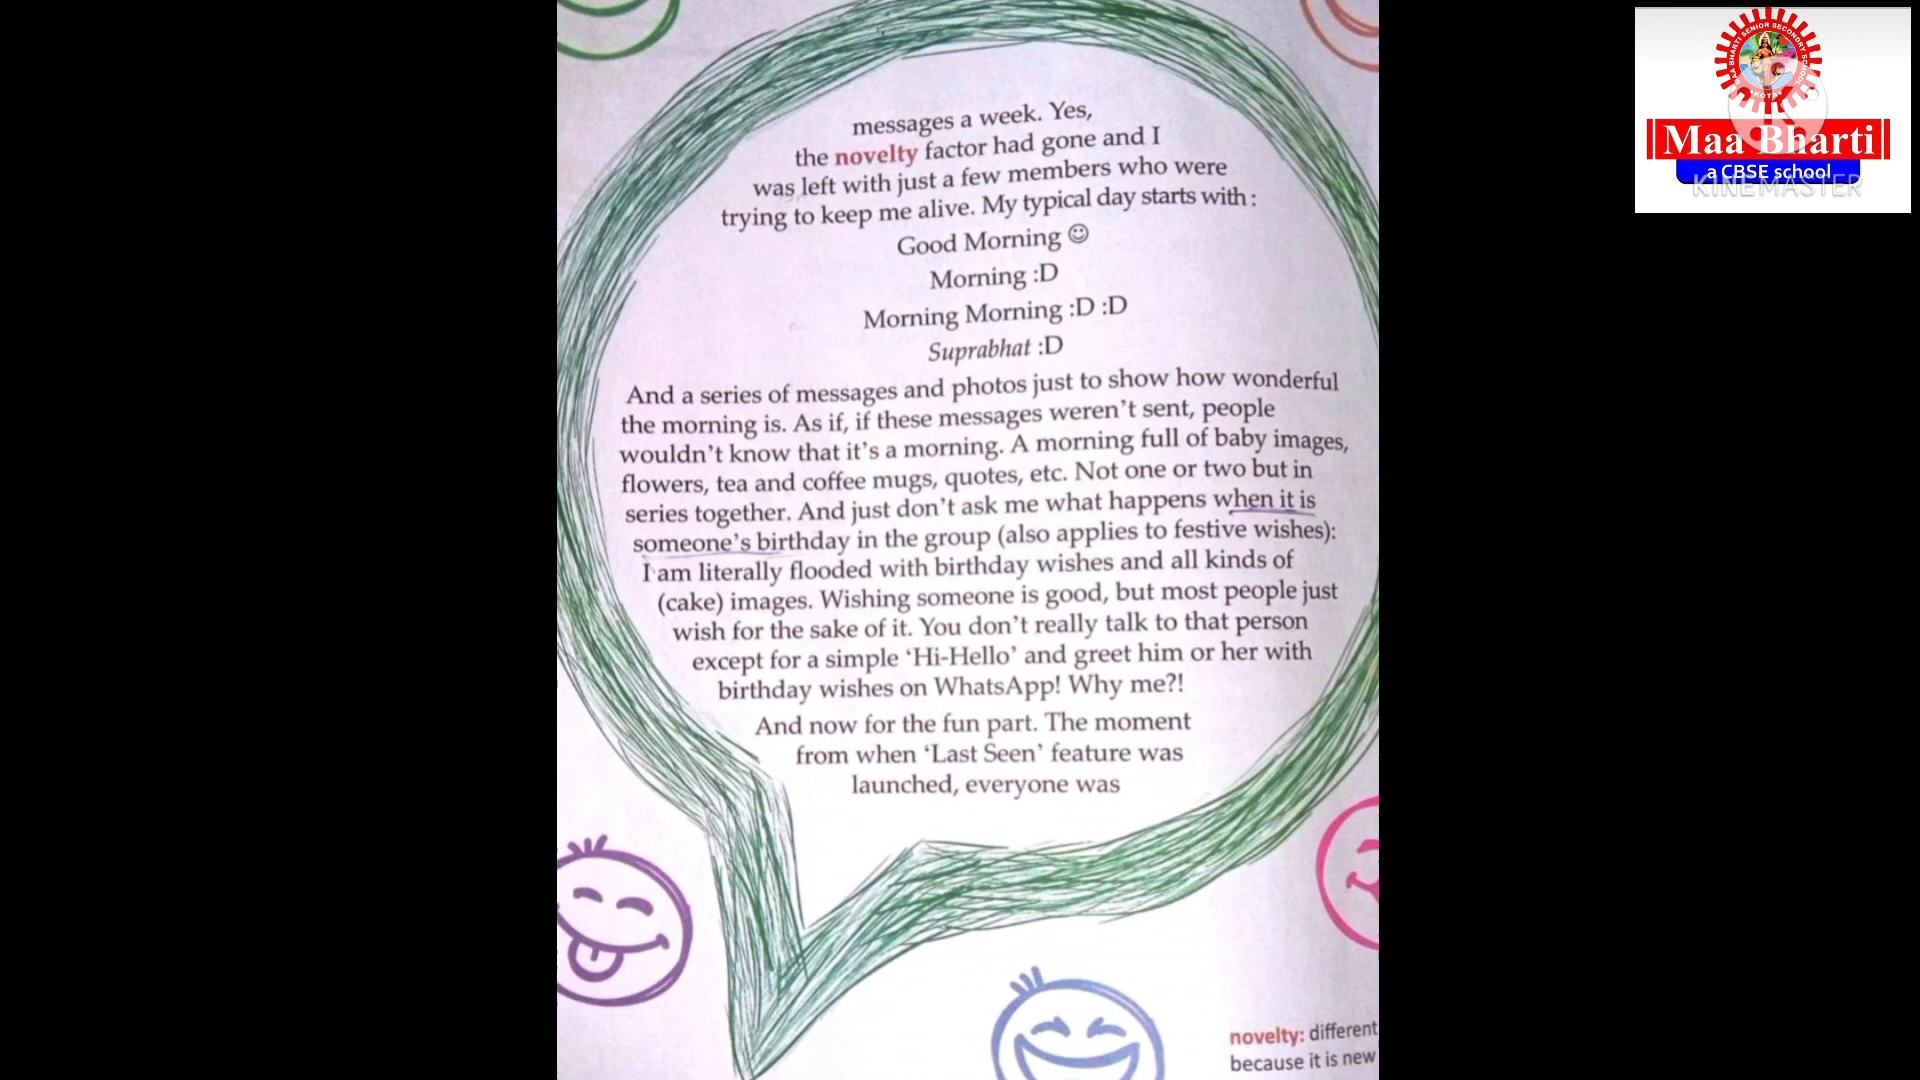 messages a week. Yes,
the novelty factor had gone and I
was left with just a few members who were
trying to keep me alive. My typical day starts with :
Good Morning ☺
Morning :D
Morning Morning :D :D
Suprabhat :D
And a series of messages and photos just to show how wonderful
the morning is. As if, if these messages weren't sent, people
wouldn't know that it's a morning. A morning full of baby images,
flowers, tea and coffee mugs, quotes, etc. Not one or two but in
series together. And just don't ask me what happens when it is
someone's birthday in the group (also applies to festive wishes):
I am literally flooded with birthday wishes and all kinds of
(cake) images. Wishing someone is good, but most people just
wish for the sake of it. You don't really talk to that person
except for a simple 'Hi-Hello' and greet him or her with
birthday wishes on WhatsApp! Why me?!
And now for the fun part. The moment
from when 'Last Seen' feature was
launched, everyone was
novelty: different
because it is new
MAA BHARTI SENIOR SECONDRY SCHOOL
KOTA
Maa Bharti
a CBSE school
KINEMASTER